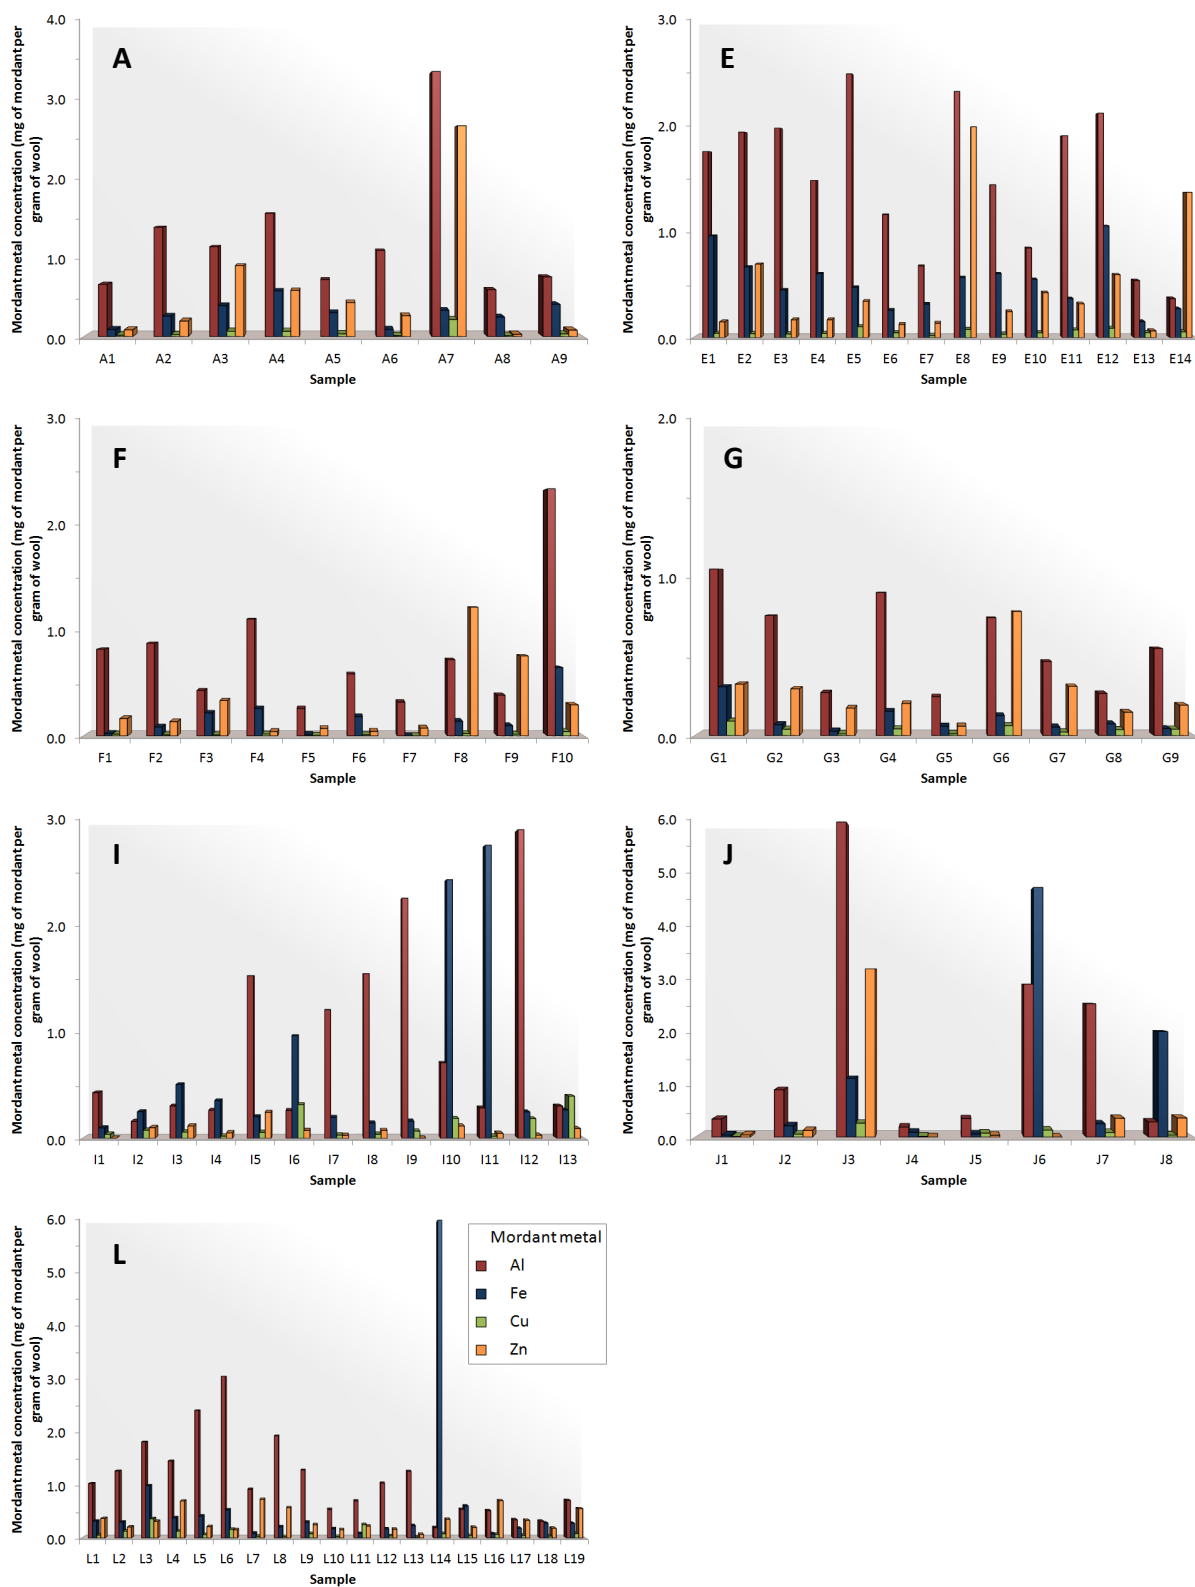 Mordant metal concentration (mg of mordant per
gram of wool)
A
4.0
3.0
2.0
1.0
0.0
A1 A2 A3 A4 A5 A6 A7 A8 A9
Sample
Mordant metal concentration (mg of mordant per
gram of wool)
E
3.0
2.0
1.0
0.0
E1 E2 E3 E4 E5 E6 E7 E8 E9 E10 E11 E12 E13 E14
Sample
Mordant metal concentration (mg of mordant per
gram of wool)
F
3.0
2.0
1.0
0.0
F1 F2 F3 F4 F5 F6 F7 F8 F9 F10
Sample
Mordant metal concentration (mg of mordant per
gram of wool)
G
2.0
1.0
0.0
G1 G2 G3 G4 G5 G6 G7 G8 G9
Sample
Mordant metal concentration (mg of mordant per
gram of wool)
I
3.0
2.0
1.0
0.0
I1 I2 I3 I4 I5 I6 I7 I8 I9 I10 I11 I12 I13
Sample
Mordant metal concentration (mg of mordant per
gram of wool)
J
6.0
5.0
4.0
3.0
2.0
1.0
0.0
J1 J2 J3 J4 J5 J6 J7 J8
Sample
Mordant metal concentration (mg of mordant per
gram of wool)
L
6.0
5.0
4.0
3.0
2.0
1.0
0.0
L1 L2 L3 L4 L5 L6 L7 L8 L9 L10 L11 L12 L13 L14 L15 L16 L17 L18 L19
Sample
Mordant metal
Al
Fe
Cu
Zn